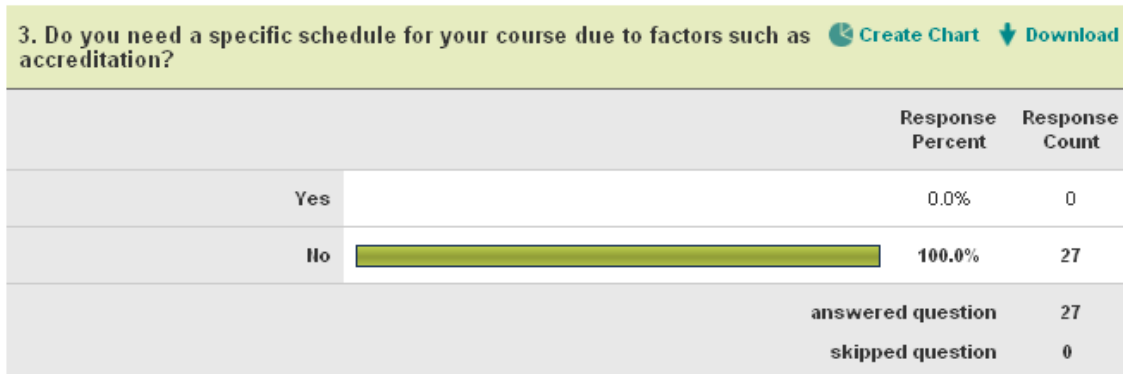 3. Do you need a specific schedule for your course due to factors such as accreditation?
Create Chart Download
Response Percent Response Count
Yes 0.0% 0
No 100.0% 27
answered question 27
skipped question 0